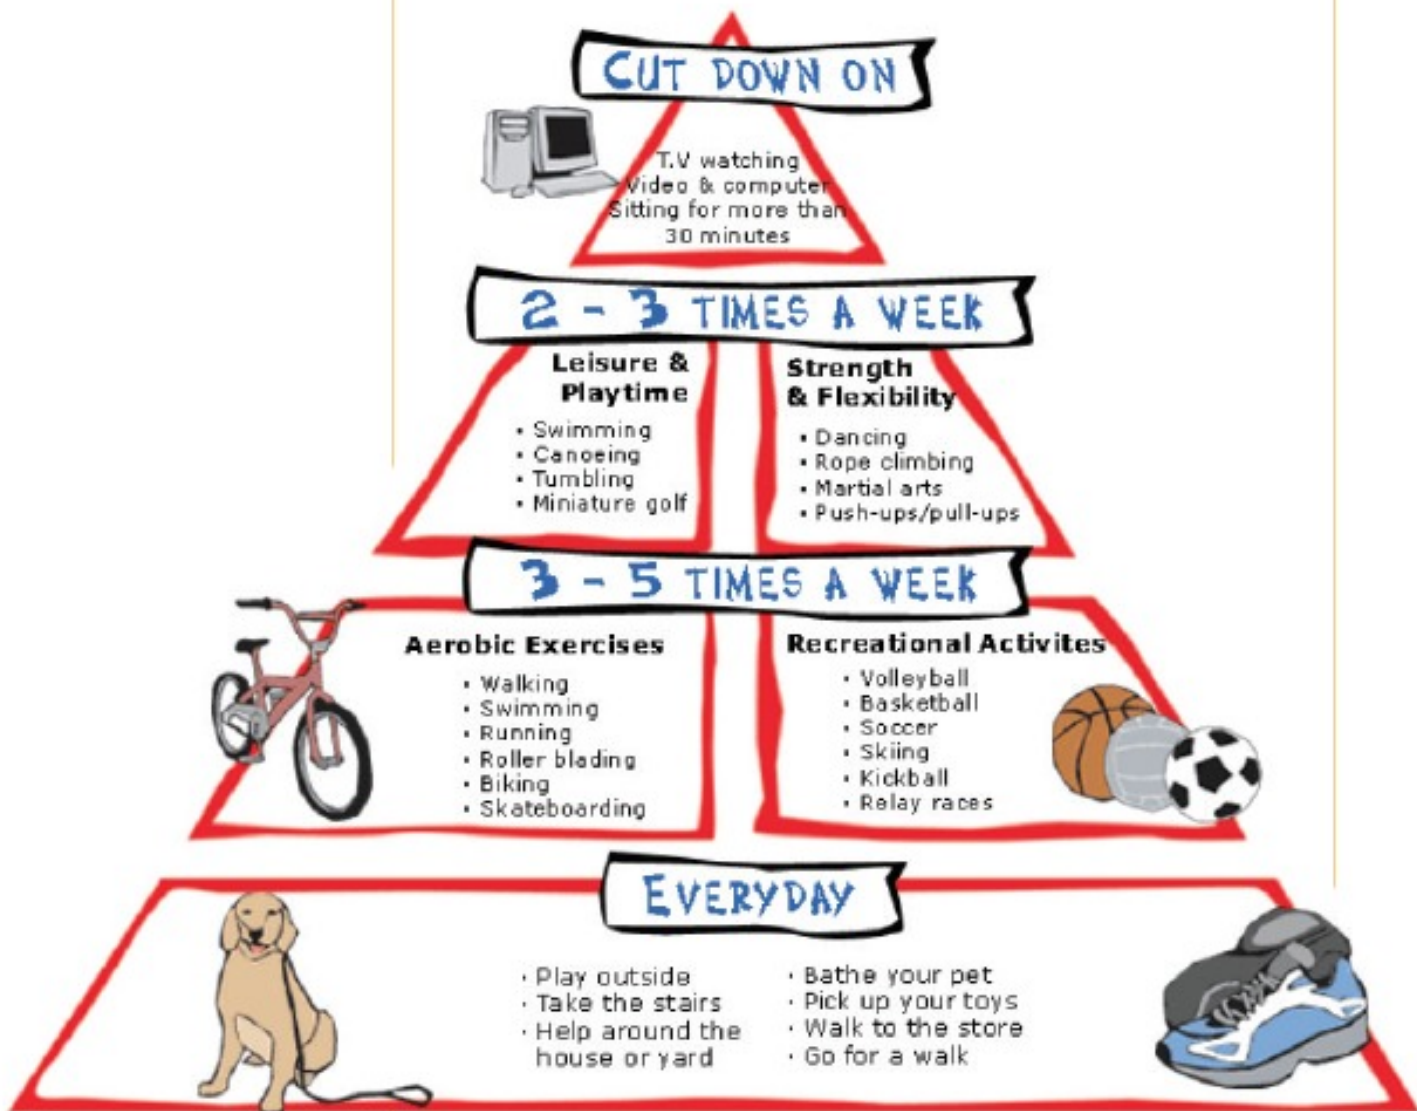 CUT DOWN ON
T.V watching
Video & computer
Sitting for more than
30 minutes
2 - 3 TIMES A WEEK
Leisure &
Playtime
• Swimming
• Canoeing
• Tumbling
• Miniature golf
Strength
& Flexibility
• Dancing
• Rope climbing
• Martial arts
• Push-ups/pull-ups
3 - 5 TIMES A WEEK
Aerobic Exercises
• Walking
• Swimming
• Running
• Roller blading
• Biking
• Skateboarding
Recreational Activites
• Volleyball
• Basketball
• Soccer
• Skiing
• Kickball
• Relay races
EVERYDAY
• Play outside
• Take the stairs
• Help around the
house or yard
• Bathe your pet
• Pick up your toys
• Walk to the store
• Go for a walk